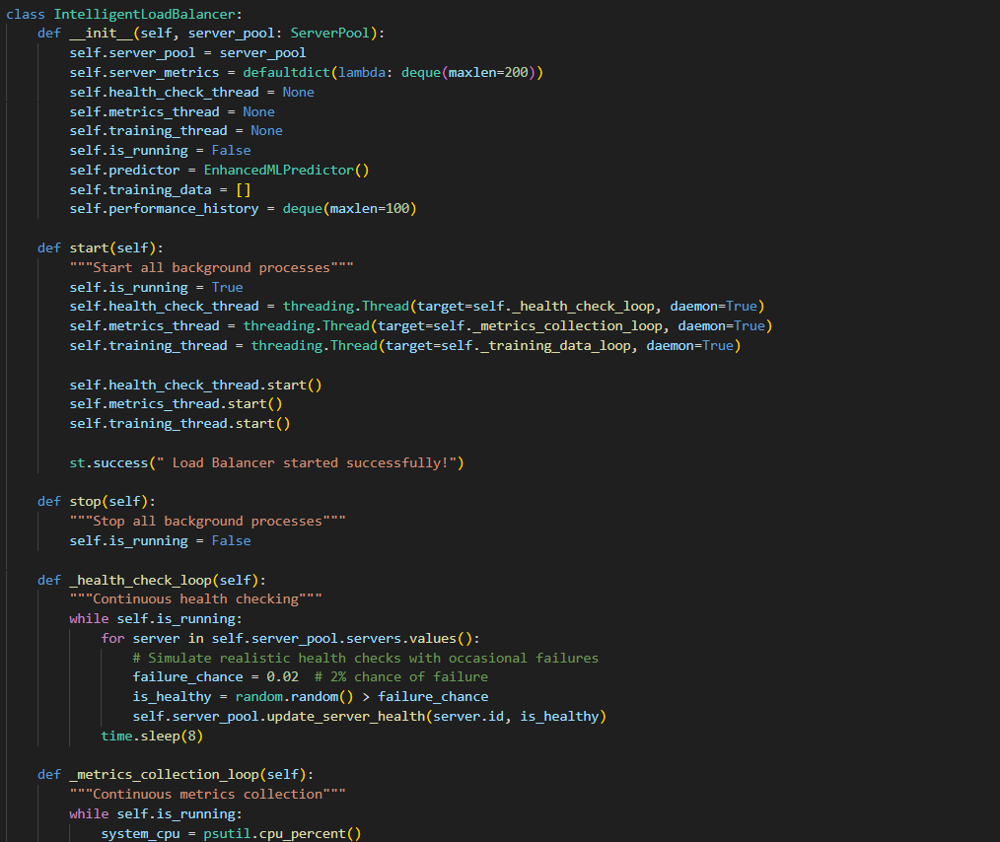 class IntelligentLoadBalancer:
    def __init__(self, server_pool: ServerPool):
        self.server_pool = server_pool
        self.server_metrics = defaultdict(lambda: deque(maxlen=200))
        self.health_check_thread = None
        self.metrics_thread = None
        self.training_thread = None
        self.is_running = False
        self.predictor = EnhancedMLPredictor()
        self.training_data = []
        self.performance_history = deque(maxlen=100)

    def start(self):
        """Start all background processes"""
        self.is_running = True
        self.health_check_thread = threading.Thread(target=self._health_check_loop, daemon=True)
        self.metrics_thread = threading.Thread(target=self._metrics_collection_loop, daemon=True)
        self.training_thread = threading.Thread(target=self._training_data_loop, daemon=True)

        self.health_check_thread.start()
        self.metrics_thread.start()
        self.training_thread.start()

        st.success(" Load Balancer started successfully!")

    def stop(self):
        """Stop all background processes"""
        self.is_running = False

    def _health_check_loop(self):
        """Continuous health checking"""
        while self.is_running:
            for server in self.server_pool.servers.values():
                # Simulate realistic health checks with occasional failures
                failure_chance = 0.02  # 2% chance of failure
                is_healthy = random.random() > failure_chance
                self.server_pool.update_server_health(server.id, is_healthy)
            time.sleep(8)

    def _metrics_collection_loop(self):
        """Continuous metrics collection"""
        while self.is_running:
            system_cpu = psutil.cpu_percent()